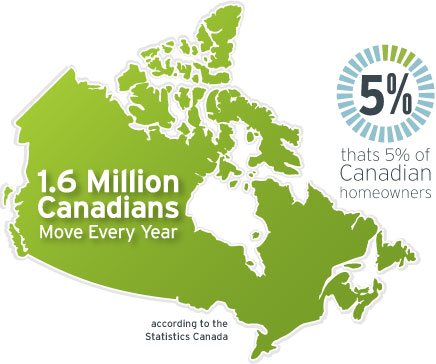 5%
thats 5% of
Canadian
homeowners
1.6 Million
Canadians
Move Every Year
according to the
Statistics Canada